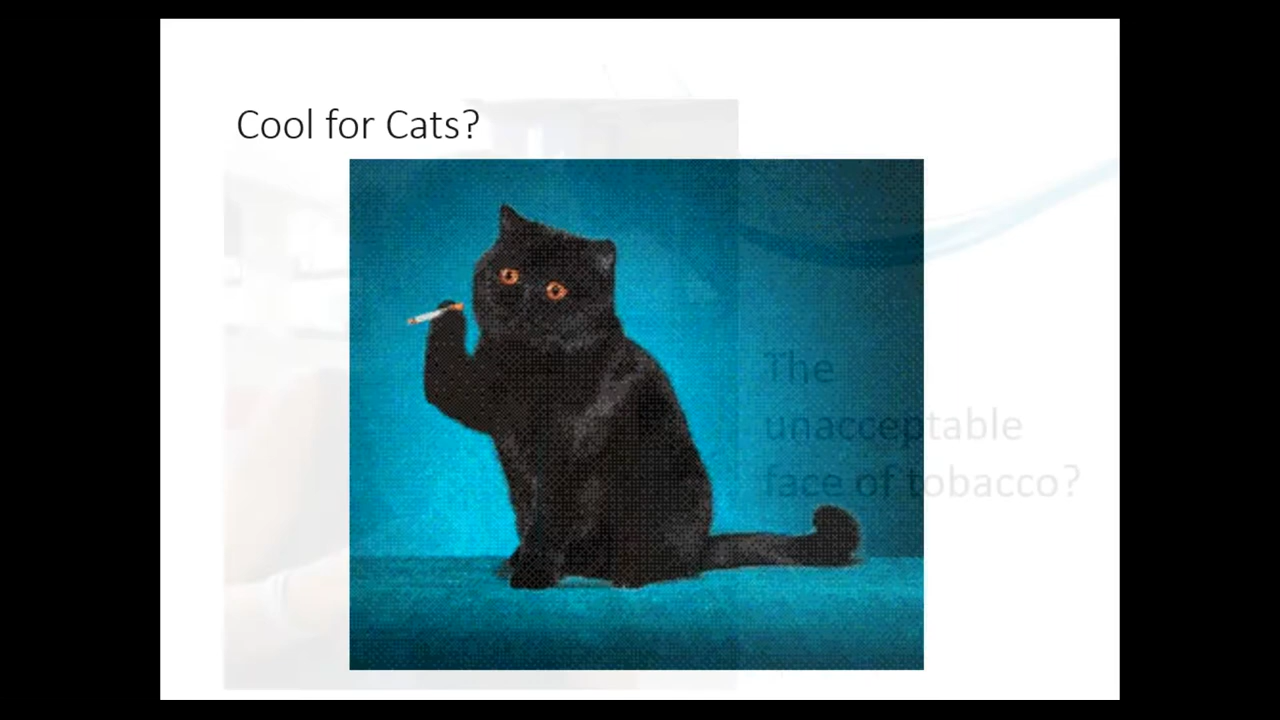 Cool for Cats?
The
unacceptable
face of tobacco?